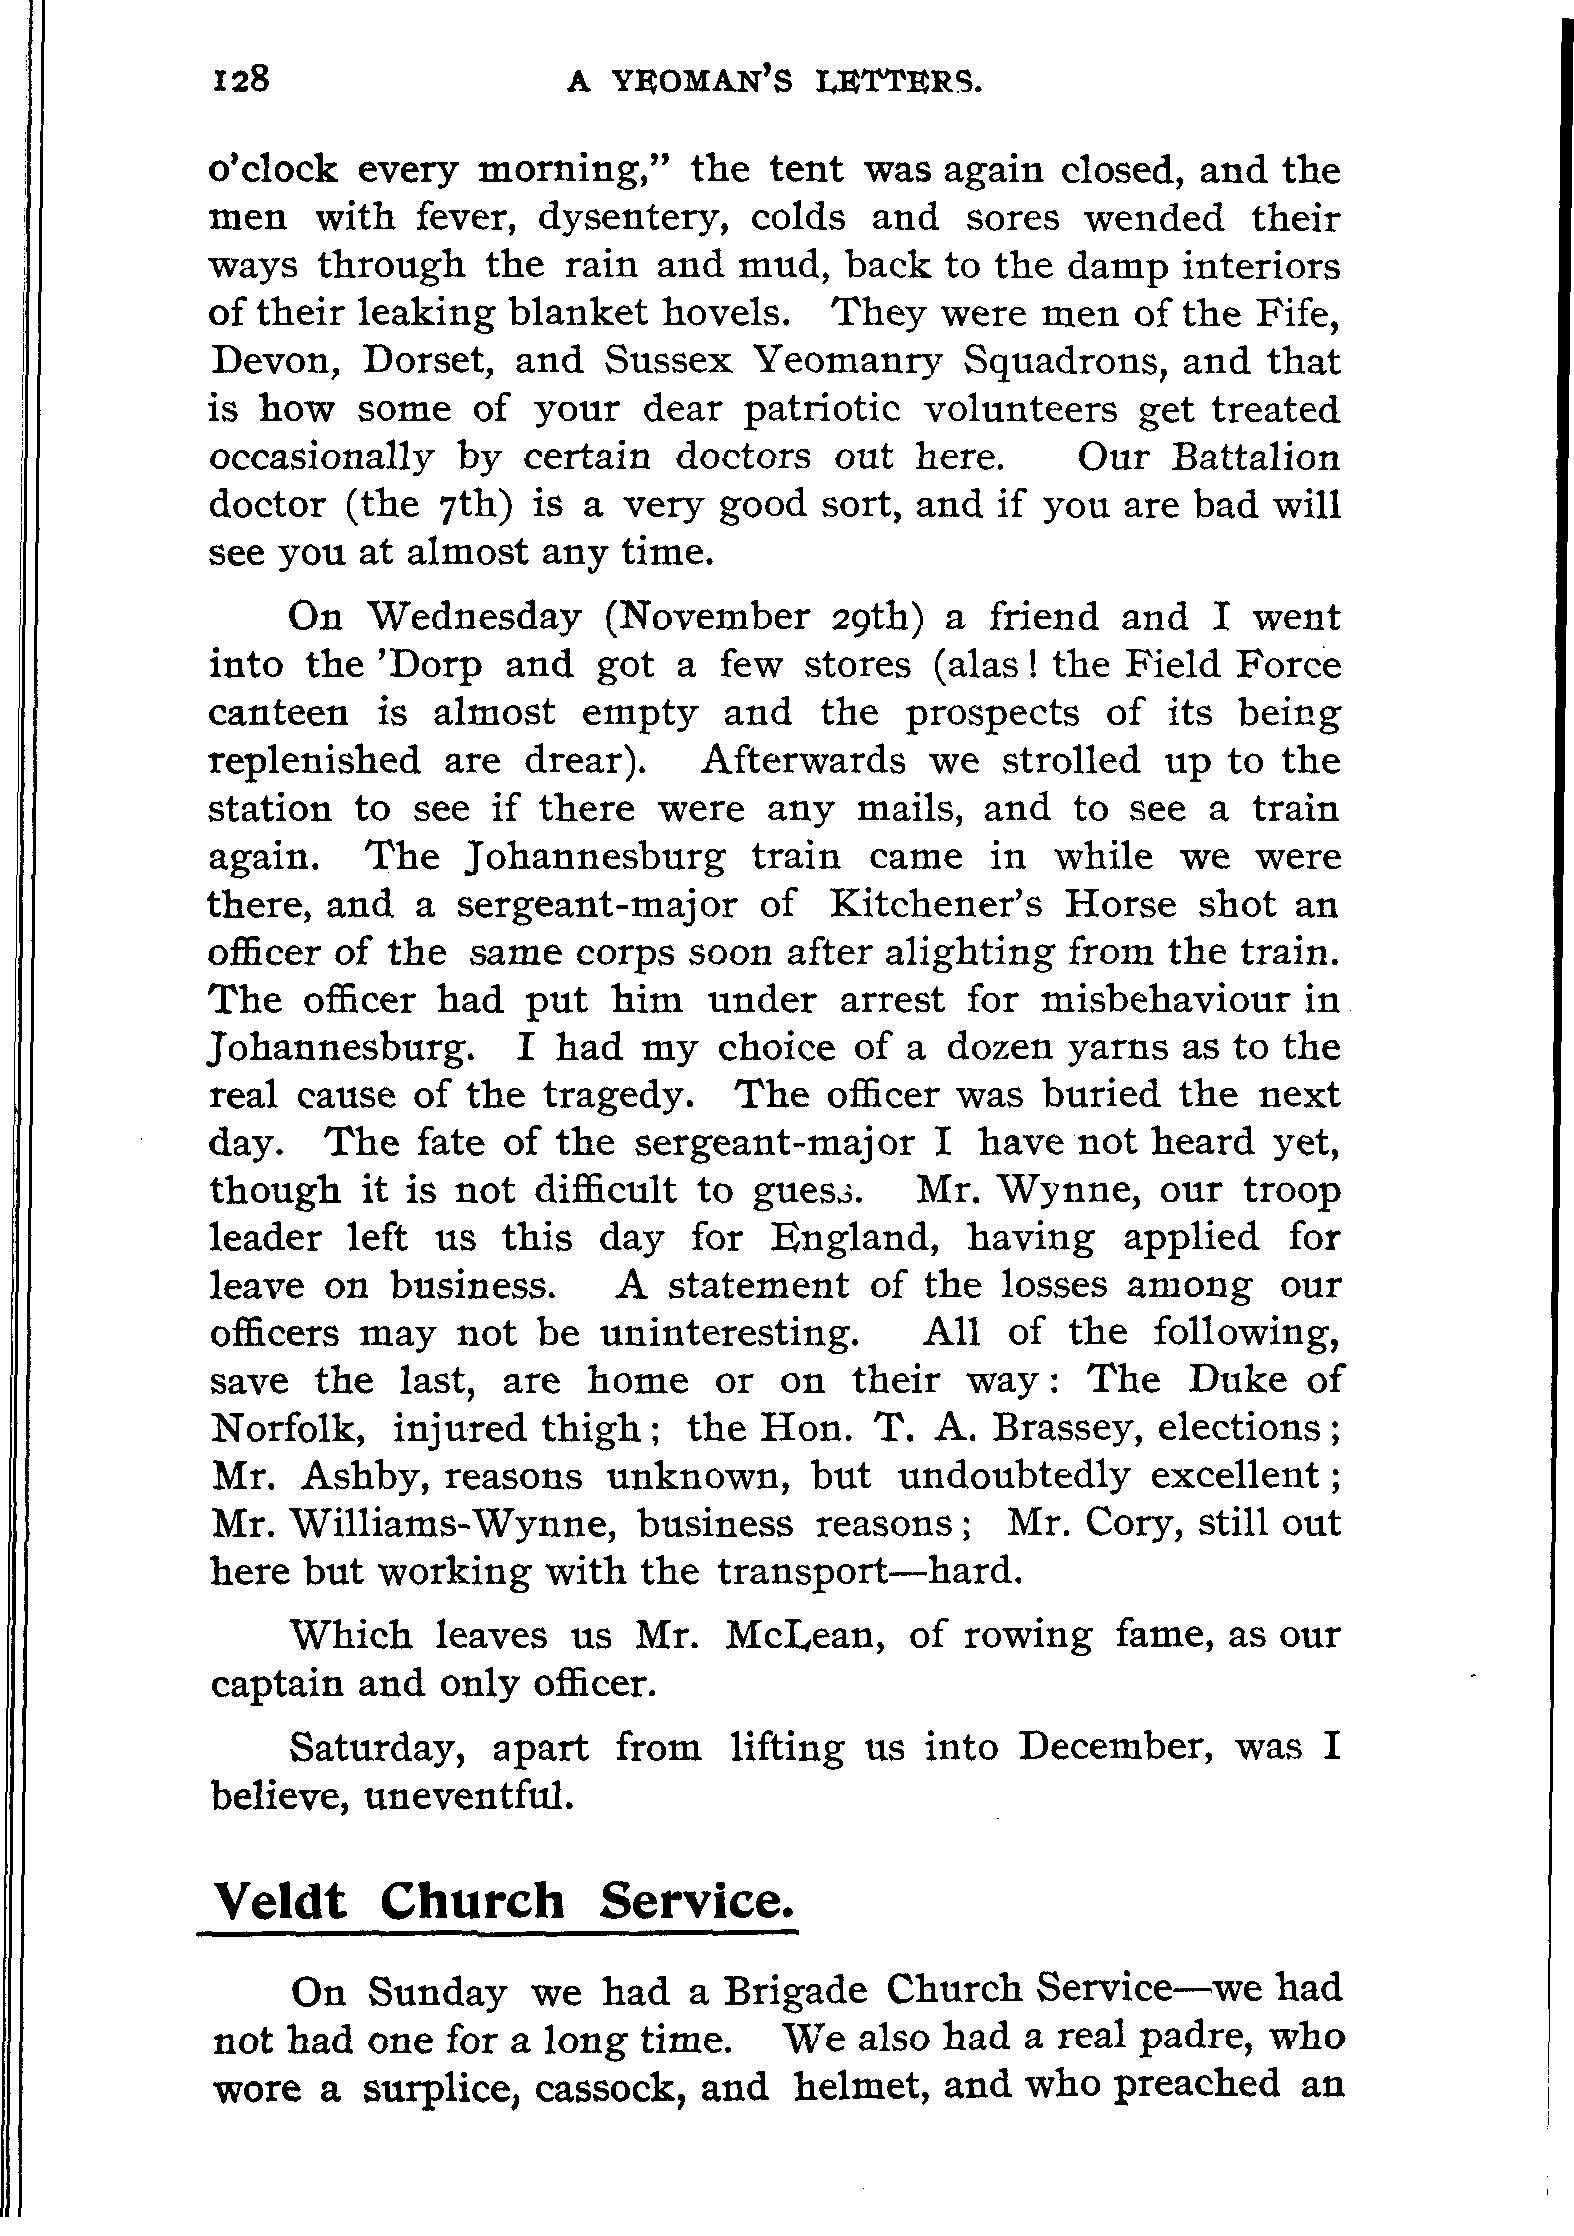 128 A YEOMAN'S LETTERS.
o'clock every morning,” the tent was again closed, and the
men with fever, dysentery, colds and sores wended their
ways through the rain and mud, back to the damp interiors
of their leaking blanket hovels. They were men of the Fife,
Devon, Dorset, and Sussex Yeomanry Squadrons, and that
is how some of your dear patriotic volunteers get treated
occasionally by certain doctors out here. Our Battalion
doctor (the 7th) is a very good sort, and if you are bad will
see you at almost any time.
On Wednesday (November 29th) a friend and I went
into the 'Dorp and got a few stores (alas! the Field Force
canteen is almost empty and the prospects of its being
replenished are drear). Afterwards we strolled up to the
station to see if there were any mails, and to see a train
again. The Johannesburg train came in while we were
there, and a sergeant-major of Kitchener's Horse shot an
officer of the same corps soon after alighting from the train.
The officer had put him under arrest for misbehaviour in
Johannesburg. I had my choice of a dozen yarns as to the
real cause of the tragedy. The officer was buried the next
day. The fate of the sergeant-major I have not heard yet,
though it is not difficult to guess. Mr. Wynne, our troop
leader left us this day for England, having applied for
leave on business. A statement of the losses among our
officers may not be uninteresting. All of the following,
save the last, are home or on their way: The Duke of
Norfolk, injured thigh; the Hon. T. A. Brassey, elections;
Mr. Ashby, reasons unknown, but undoubtedly excellent;
Mr. Williams-Wynne, business reasons; Mr. Cory, still out
here but working with the transport—hard.
Which leaves us Mr. McLean, of rowing fame, as our
captain and only officer.
Saturday, apart from lifting us into December, was I
believe, uneventful.
Veldt Church Service.
On Sunday we had a Brigade Church Service—we had
not had one for a long time. We also had a real padre, who
wore a surplice, cassock, and helmet, and who preached an